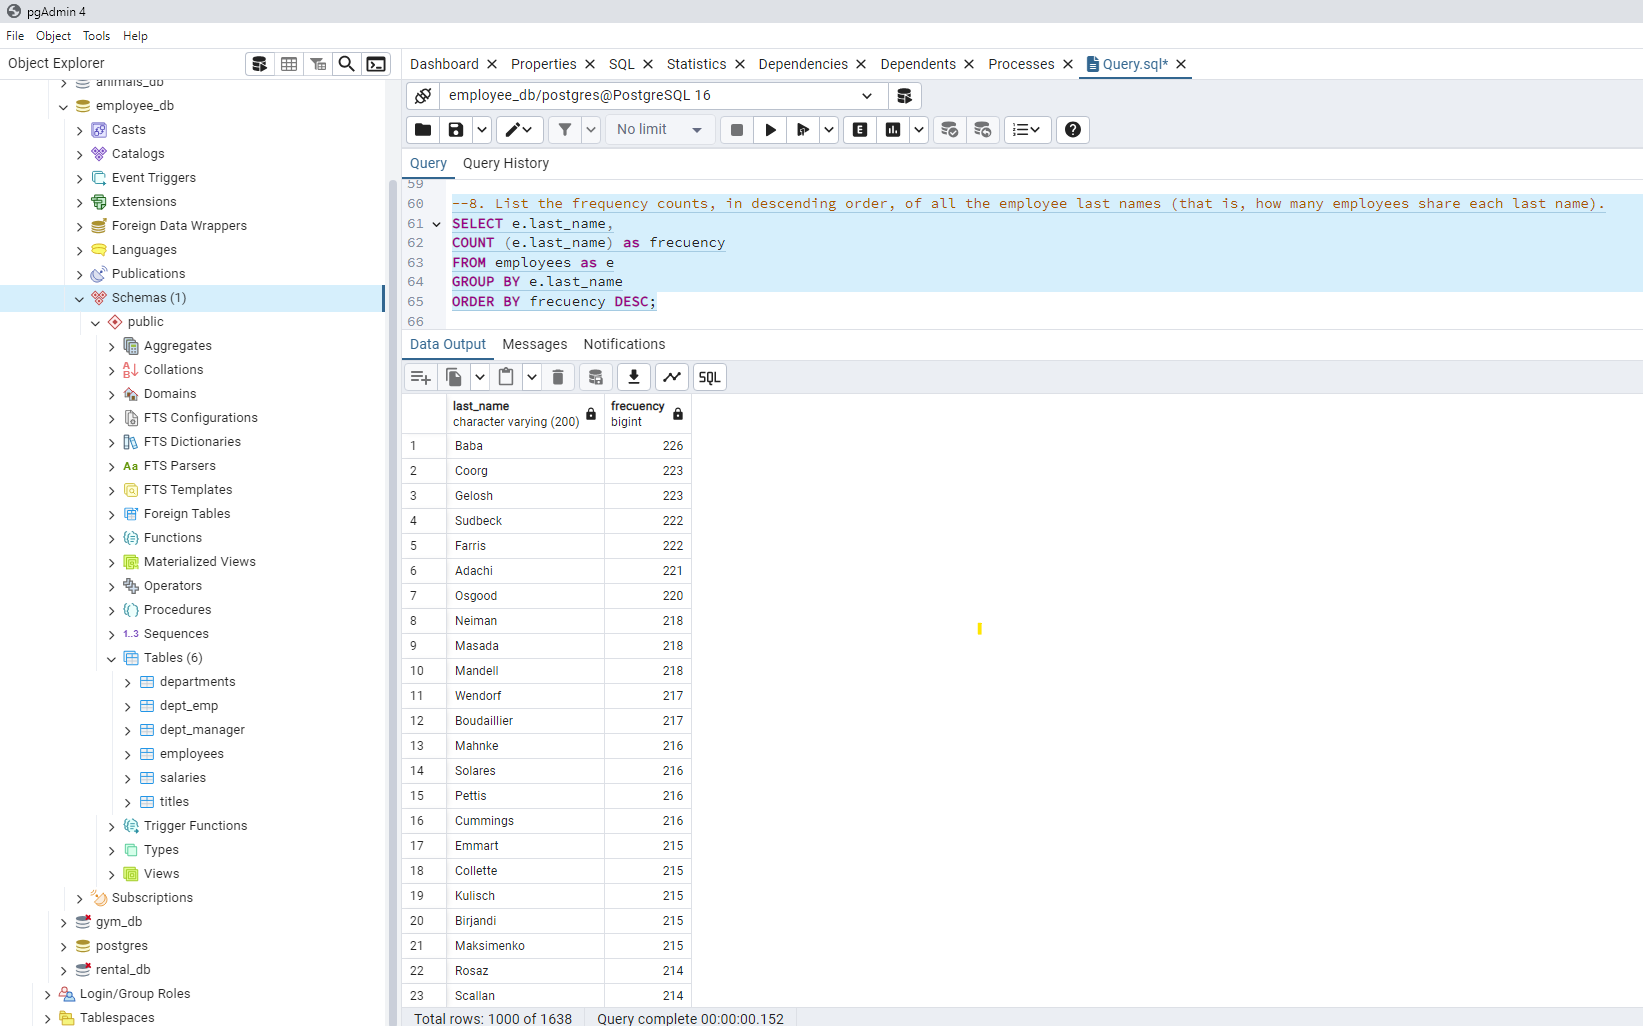 pgAdmin 4
File Object Tools Help
Object Explorer
animals_db
employee_db
Casts
Catalogs
Event Triggers
Extensions
Foreign Data Wrappers
Languages
Publications
Schemas (1)
public
Aggregates
Collations
Domains
FTS Configurations
FTS Dictionaries
Aa FTS Parsers
FTS Templates
Foreign Tables
Functions
Materialized Views
Operators
Procedures
1..3 Sequences
Tables (6)
departments
dept_emp
dept_manager
employees
salaries
titles
Trigger Functions
Types
Views
Subscriptions
gym_db
postgres
rental_db
Login/Group Roles
Tablespaces
Dashboard Properties SQL Statistics Dependencies Dependents Processes Query.sql*
employee_db/postgres@PostgreSQL 16
No limit E
Query Query History
59
60 --8. List the frequency counts, in descending order, of all the employee last names (that is, how many employees share each last name).
61 SELECT e.last_name,
62 COUNT (e.last_name) as frecuency
63 FROM employees as e
64 GROUP BY e.last_name
65 ORDER BY frecuency DESC;
66
Data Output Messages Notifications
SQL
last_name frecuency
character varying (200) bigint
1 Baba 226
2 Coorg 223
3 Gelosh 223
4 Sudbeck 222
5 Farris 222
6 Adachi 221
7 Osgood 220
8 Neiman 218
9 Masada 218
10 Mandell 218
11 Wendorf 217
12 Boudaillier 217
13 Mahnke 216
14 Solares 216
15 Pettis 216
16 Cummings 216
17 Emmart 215
18 Collette 215
19 Kulisch 215
20 Birjandi 215
21 Maksimenko 215
22 Rosaz 214
23 Scallan 214
Total rows: 1000 of 1638 Query complete 00:00:00.152